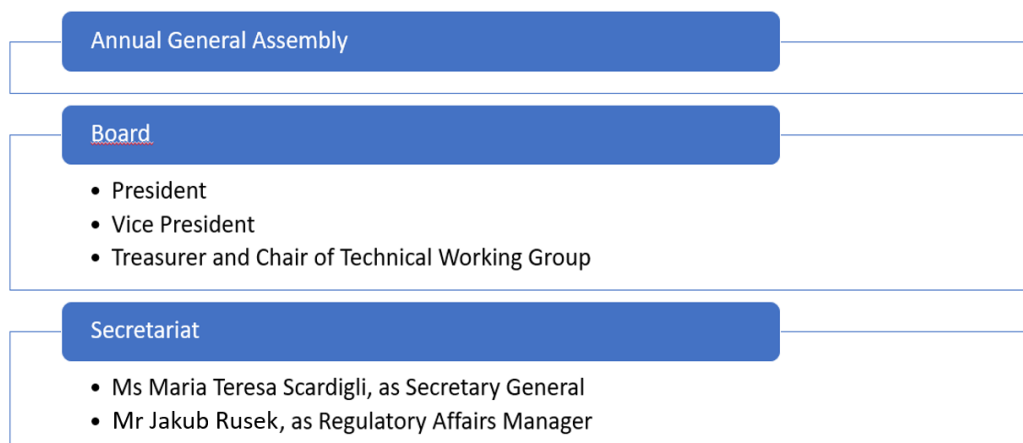 Annual General Assembly
Board
• President
• Vice President
• Treasurer and Chair of Technical Working Group
Secretariat
• Ms Maria Teresa Scardigli, as Secretary General
• Mr Jakub Rusek, as Regulatory Affairs Manager